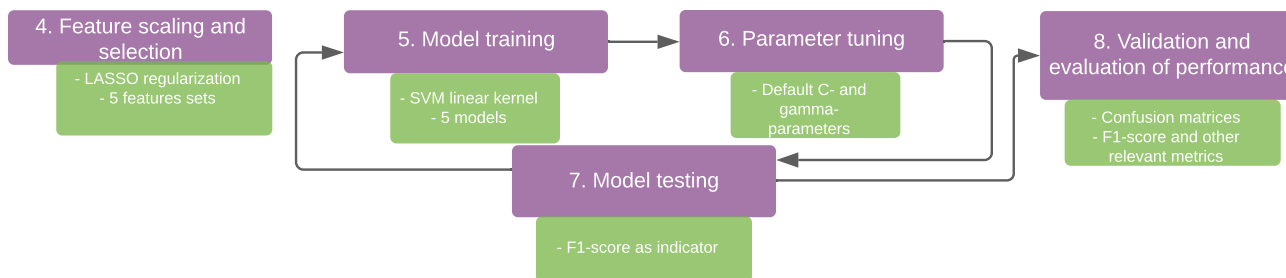 4. Feature scaling and
selection
- LASSO regularization
- 5 features sets
5. Model training
- SVM linear kernel
- 5 models
6. Parameter tuning
- Default C- and
gamma-
parameters
7. Model testing
- F1-score as indicator
8. Validation and
evaluation of performance
- Confusion matrices
- F1-score and other
relevant metrics